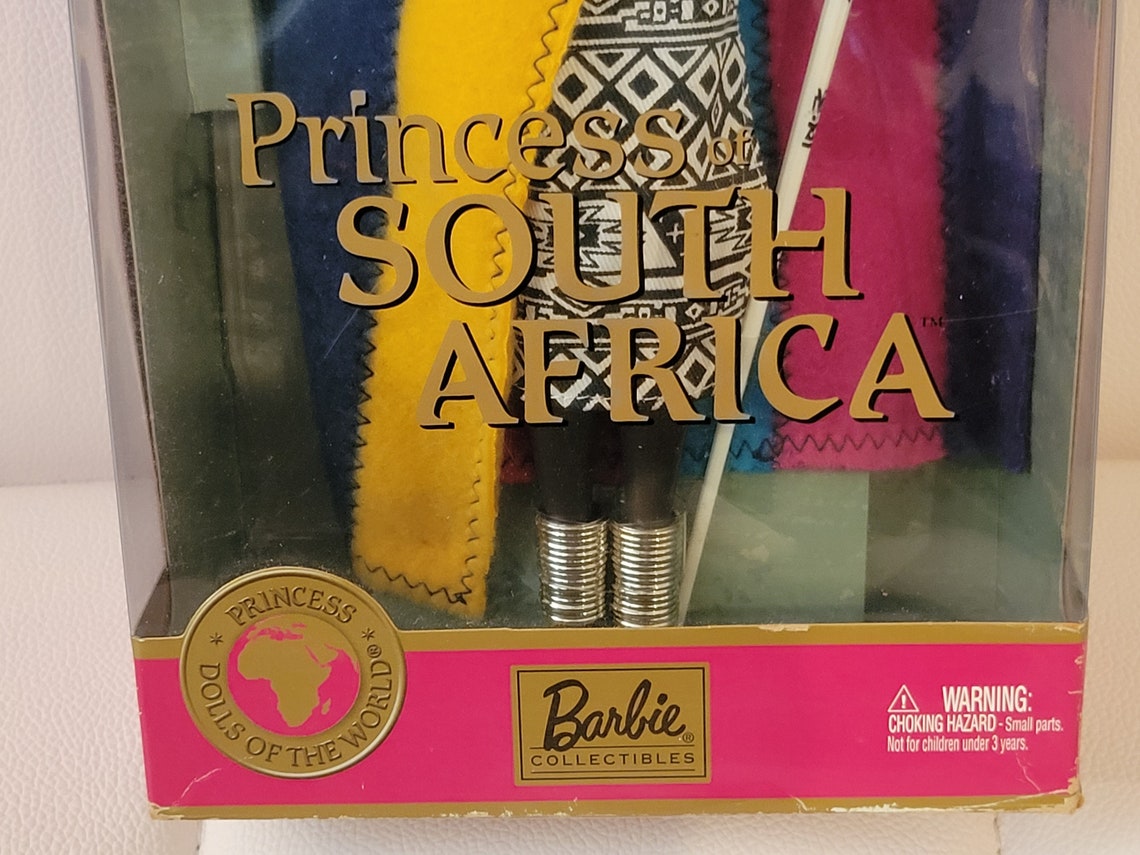 Princess of
SOUTH
AFRICA™
* PRINCESS *
DOLLS OF THE WORLD®
Barbie®
COLLECTIBLES
WARNING:
CHOKING HAZARD - Small parts.
Not for children under 3 years.